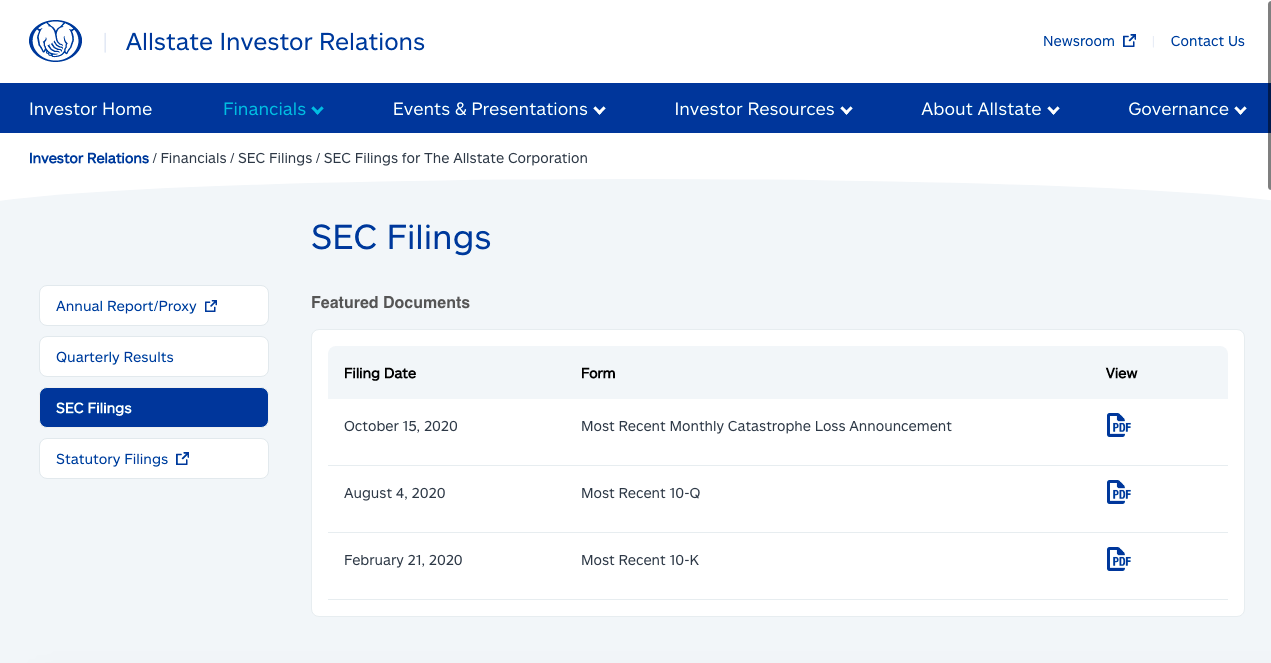 Allstate Investor Relations
Newsroom
Contact Us
Investor Home
Financials
Events & Presentations
Investor Resources
About Allstate
Governance
Investor Relations / Financials / SEC Filings / SEC Filings for The Allstate Corporation
SEC Filings
Annual Report/Proxy
Quarterly Results
SEC Filings
Statutory Filings
Featured Documents
Filing Date Form View
October 15, 2020 Most Recent Monthly Catastrophe Loss Announcement PDF
August 4, 2020 Most Recent 10-Q PDF
February 21, 2020 Most Recent 10-K PDF